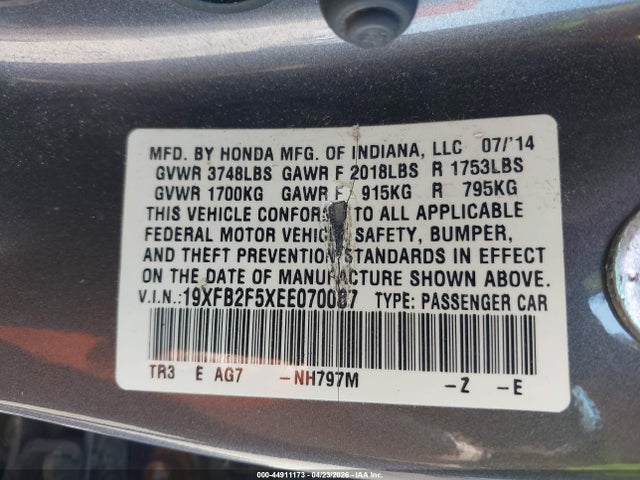 MFD. BY HONDA MFG. OF INDIANA, LLC 07/'14
GVWR 3748LBS GAWR F 2018LBS R 1753LBS
GVWR 1700KG GAWR F 915KG R 795KG
THIS VEHICLE CONFORMS TO ALL APPLICABLE
FEDERAL MOTOR VEHICLE SAFETY, BUMPER,
AND THEFT PREVENTION STANDARDS IN EFFECT
ON THE DATE OF MANUFACTURE SHOWN ABOVE.
V.I.N.: 19XFB2F5XEE070087 TYPE: PASSENGER CAR
TR3 E AG7 -NH797M -Z -E
000-44911173 - 04/23/2026 - IAA Inc.